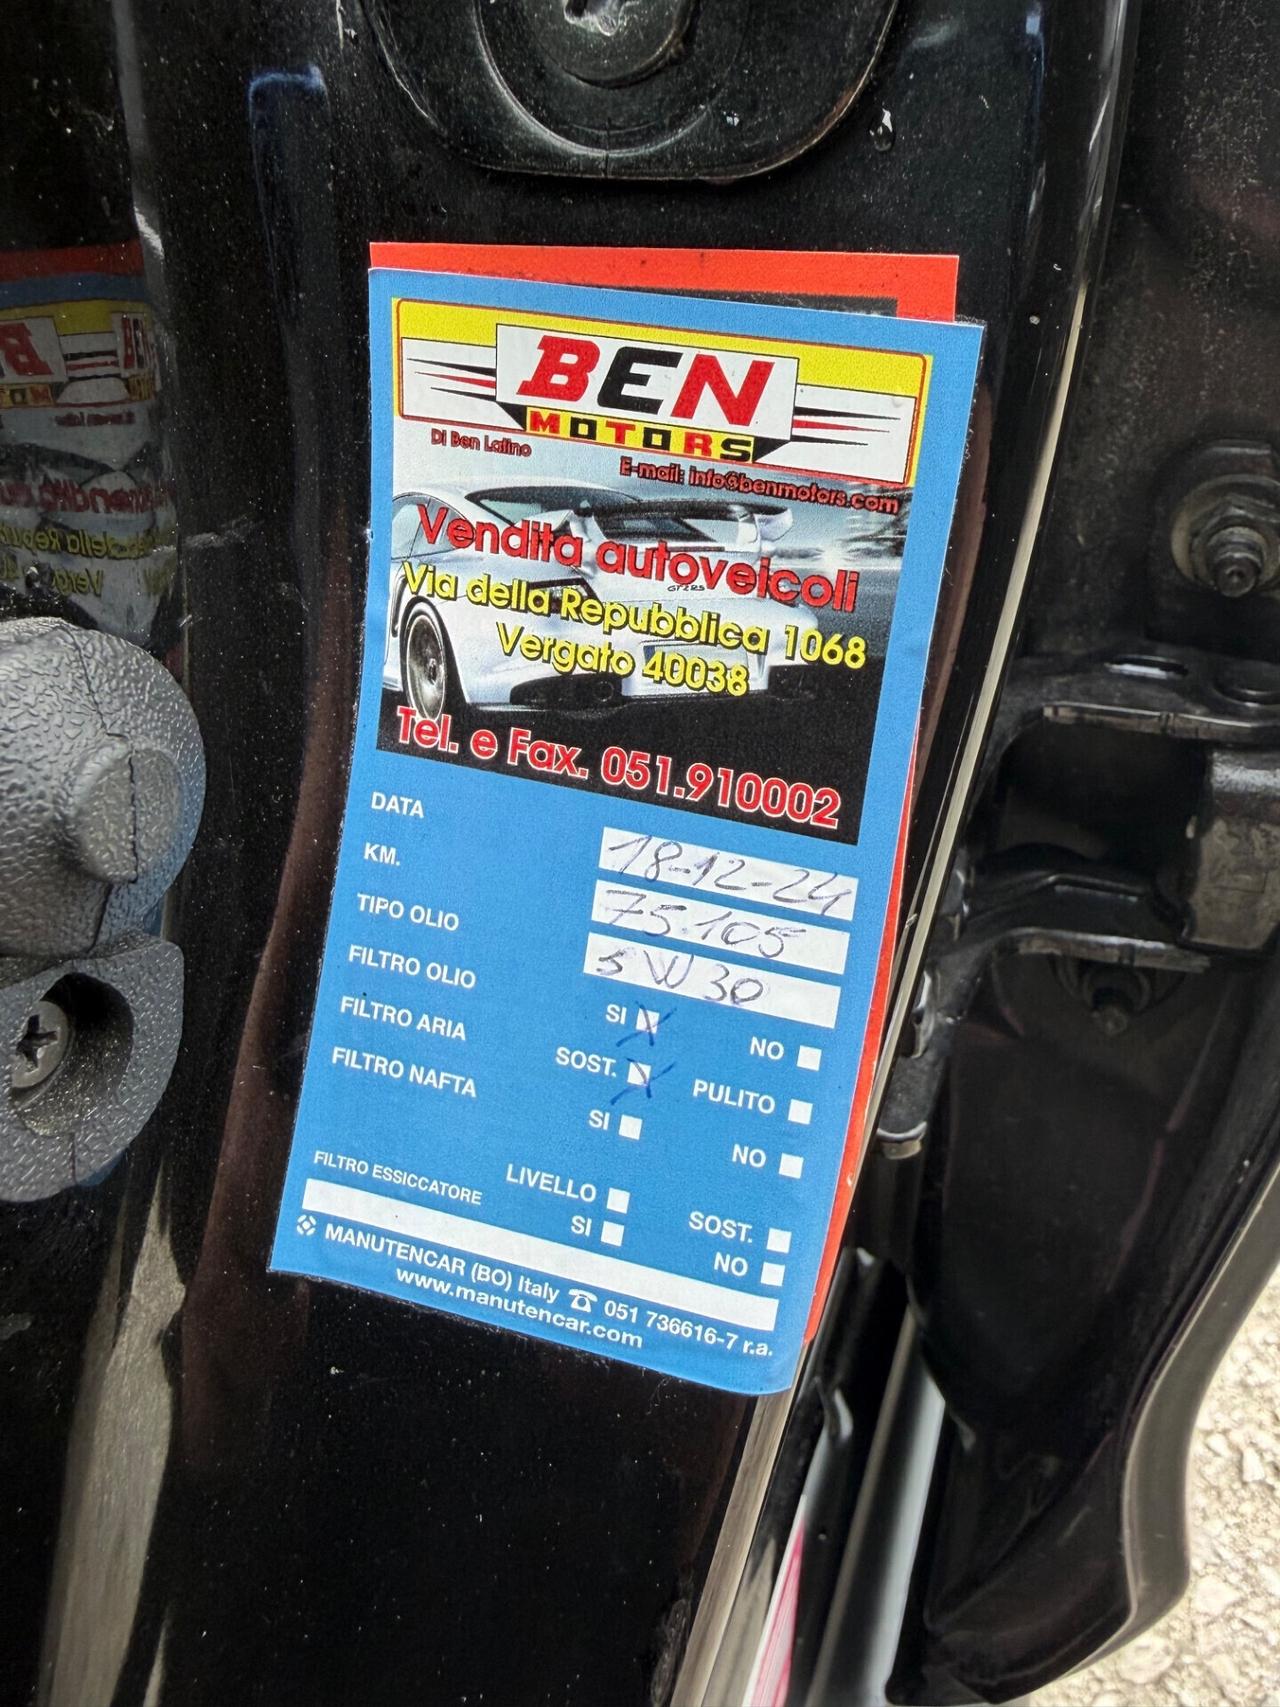 BEN
MOTORS
Di Ben Latino
E-mail: info@benmotors.com
Vendita autoveicoli
GT2 RS
Via della Repubblica 1068
Vergato 40038
Tel. e Fax. 051.910002
DATA 18-12-24
KM. 75.105
TIPO OLIO 5W30
FILTRO OLIO SI X NO
FILTRO ARIA SOST. X PULITO
FILTRO NAFTA SI NO
LIVELLO SOST.
FILTRO ESSICCATORE SI NO
MANUTENCAR (BO) Italy ☎ 051 736616-7 r.a.
www.manutencar.com